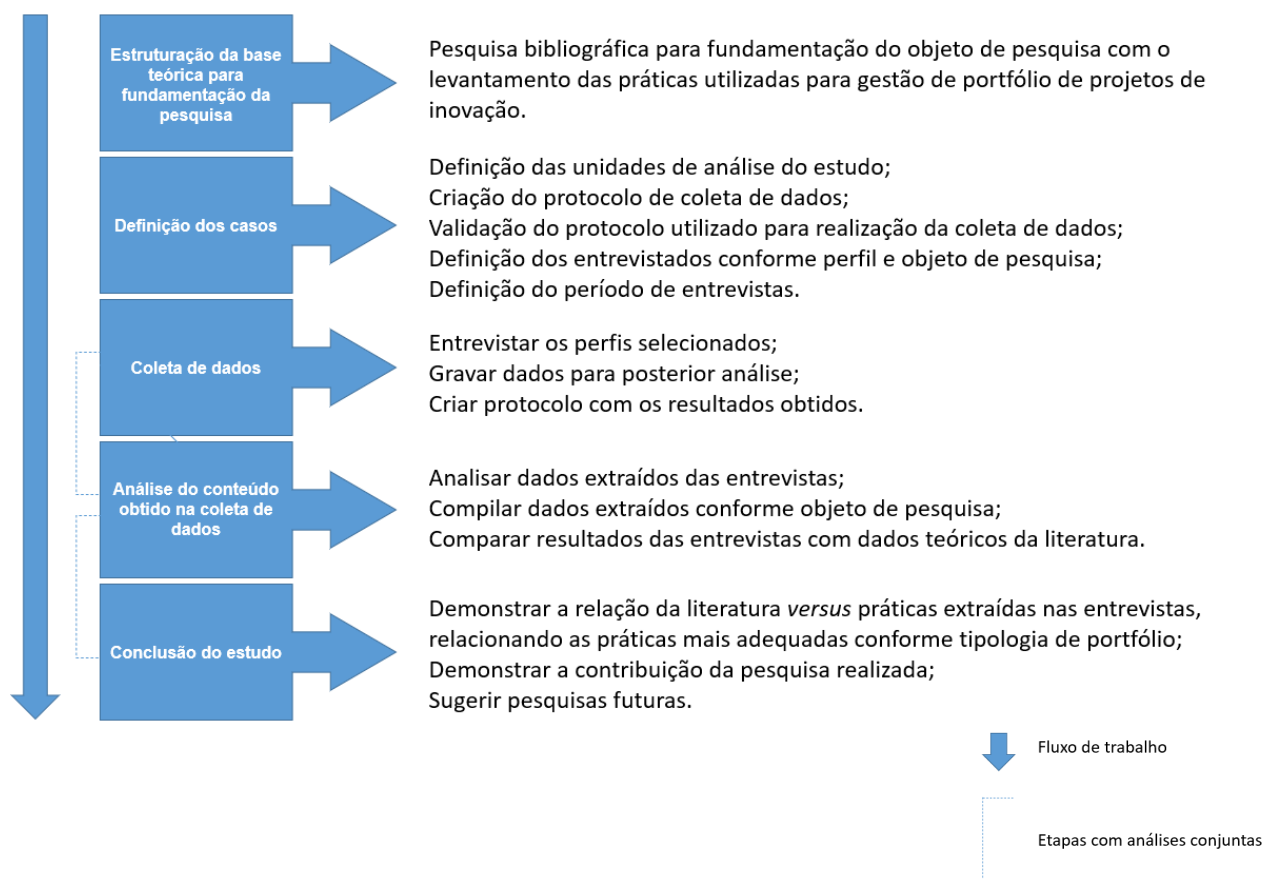 Estruturação da base
teórica para
fundamentação da
pesquisa
Pesquisa bibliográfica para fundamentação do objeto de pesquisa com o
levantamento das práticas utilizadas para gestão de portfólio de projetos de
inovação.
Definição dos casos
Definição das unidades de análise do estudo;
Criação do protocolo de coleta de dados;
Validação do protocolo utilizado para realização da coleta de dados;
Definição dos entrevistados conforme perfil e objeto de pesquisa;
Definição do período de entrevistas.
Coleta de dados
Entrevistar os perfis selecionados;
Gravar dados para posterior análise;
Criar protocolo com os resultados obtidos.
Análise do conteúdo
obtido na coleta de
dados
Analisar dados extraídos das entrevistas;
Compilar dados extraídos conforme objeto de pesquisa;
Comparar resultados das entrevistas com dados teóricos da literatura.
Conclusão do estudo
Demonstrar a relação da literatura versus práticas extraídas nas entrevistas,
relacionando as práticas mais adequadas conforme tipologia de portfólio;
Demonstrar a contribuição da pesquisa realizada;
Sugerir pesquisas futuras.
Fluxo de trabalho
Etapas com análises conjuntas